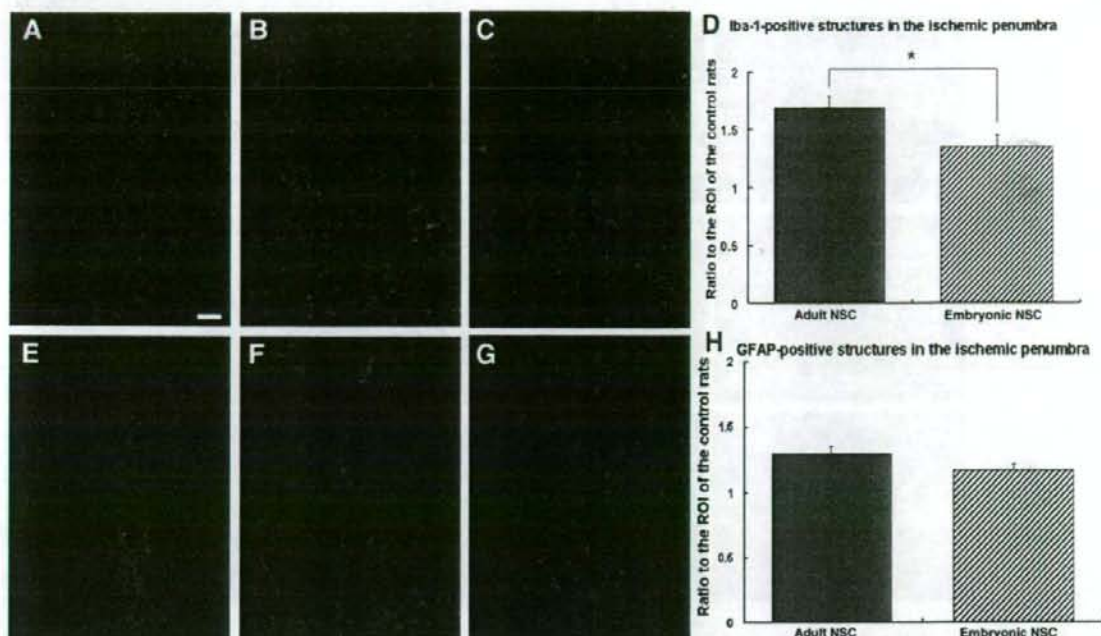 A
B
C
D Iba-1-positive structures in the ischemic penumbra
*
2
1.5
1
0.5
0
Ratio to the ROI of the control rats
Adult NSC
Embryonic NSC
E
F
G
H GFAP-positive structures in the ischemic penumbra
2
1.5
1
0.5
0
Ratio to the ROI of the control rats
Adult NSC
Embryonic NSC